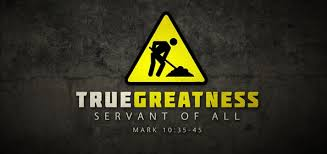 TRUEGREATNESS
SERVANT OF ALL
MARK 10:35-45